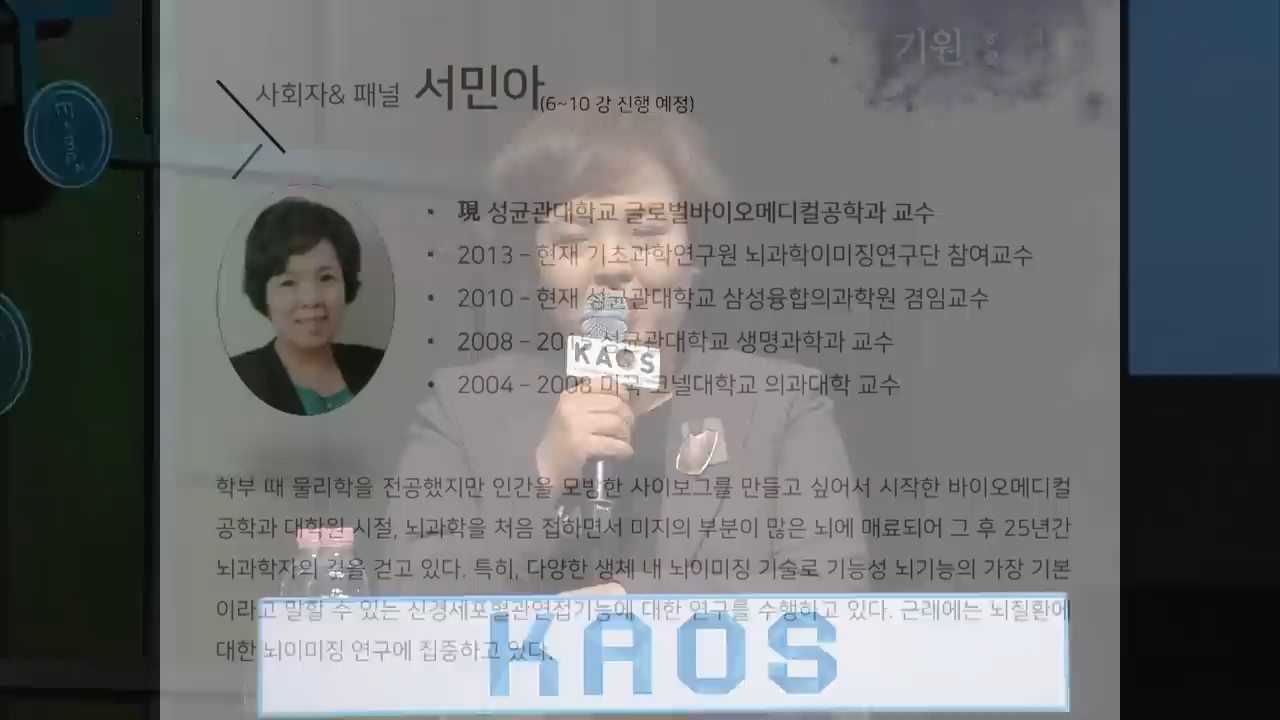 기원
사회자& 패널 서민아(6~10 강 진행 예정)
• 現 성균관대학교 글로벌바이오메디컬공학과 교수
• 2013 – 현재 기초과학연구원 뇌과학이미징연구단 참여교수
• 2010 – 현재 성균관대학교 삼성융합의과학원 겸임교수
• 2008 – 201 성균관대학교 생명과학과 교수
• 2004 – 2008 미국 코넬대학교 의과대학 교수
KAOS
학부 때 물리학을 전공했지만 인간을 모방한 사이보그를 만들고 싶어서 시작한 바이오메디컬
공학과 대학원 시절, 뇌과학을 처음 접하면서 미지의 부분이 많은 뇌에 매료되어 그 후 25년간
뇌과학자의 길을 걷고 있다. 특히, 다양한 생체 내 뇌이미징 기술로 기능성 뇌기능의 가장 기본
이라고 말할 수 있는 신경세포혈관연접기능에 대한 연구를 수행하고 있다. 근래에는 뇌질환에
대한 뇌이미징 연구에 집중하고 있다.
KAOS